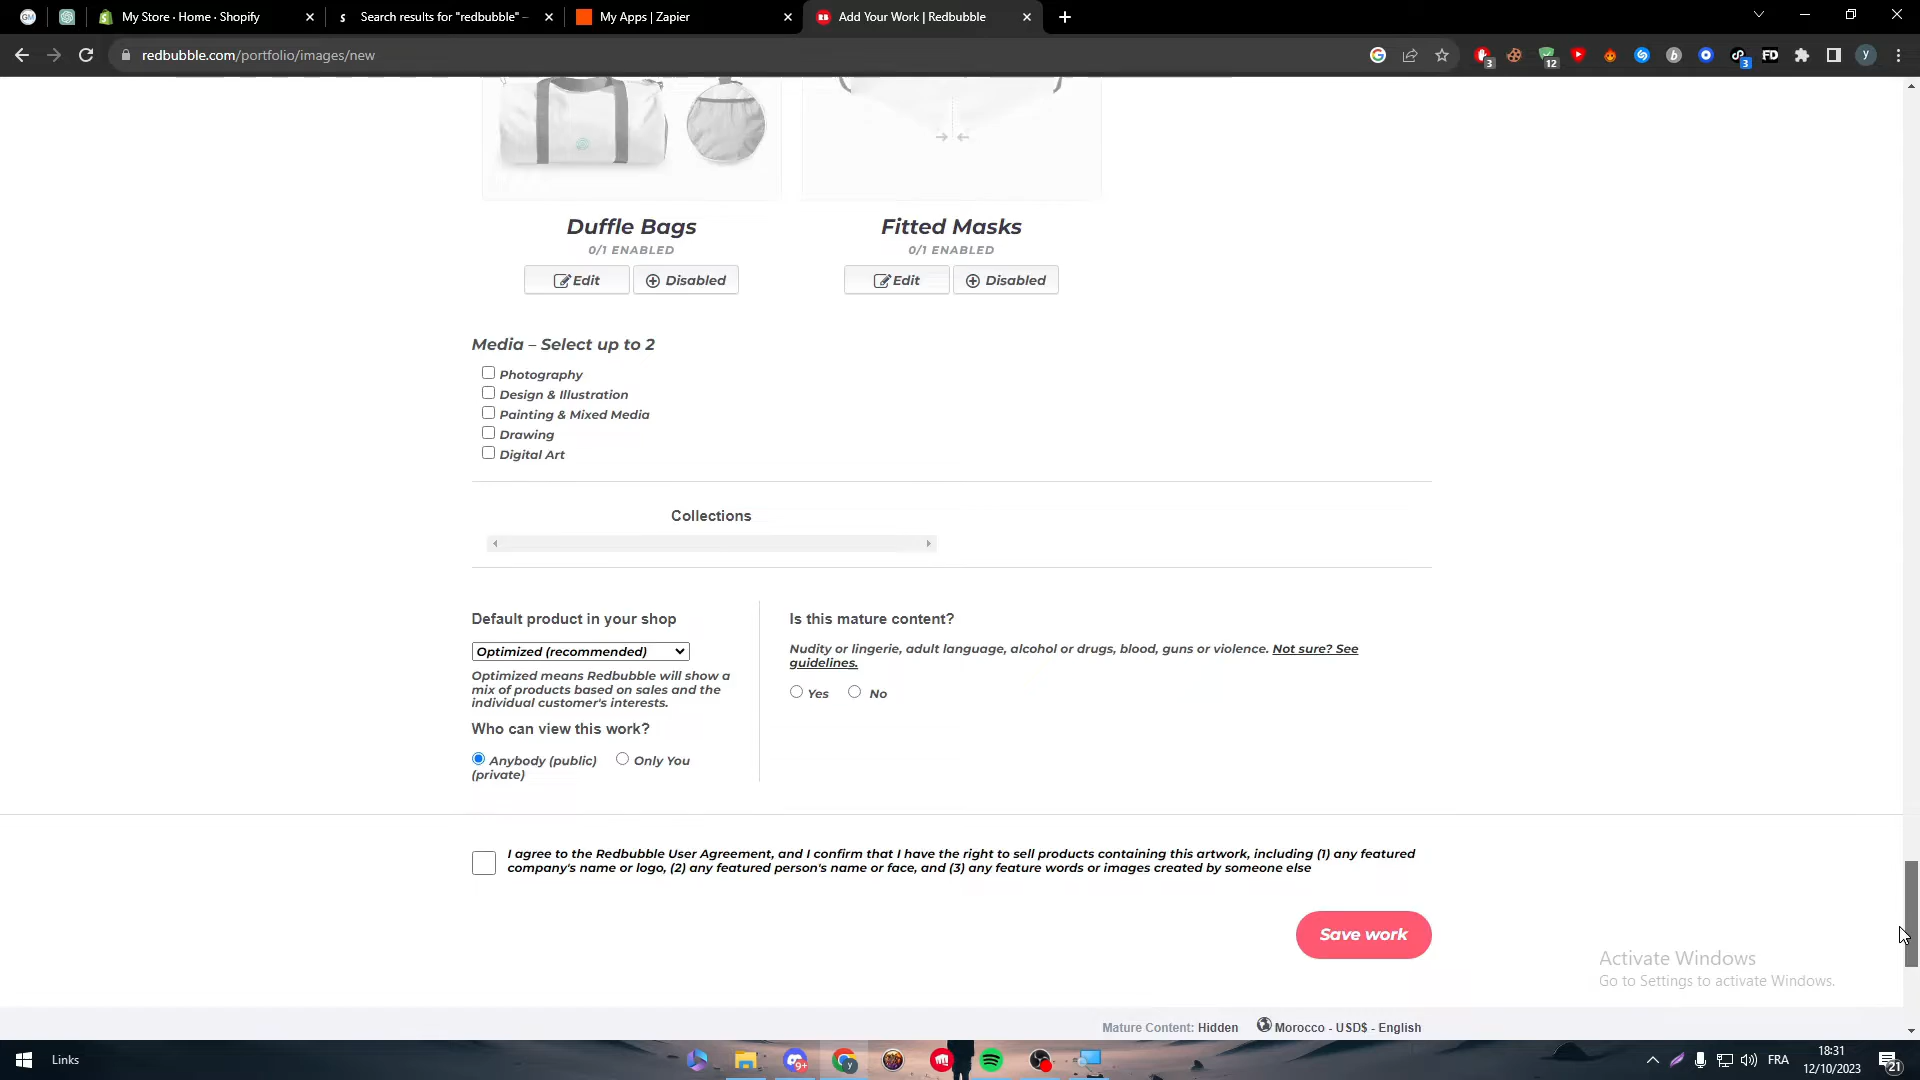 My Store · Home · Shopify
Search results for "redbubble" –
My Apps | Zapier
Add Your Work | Redbubble
redbubble.com/portfolio/images/new
3
12
3
FD
y
Duffle Bags
0/1 ENABLED
Edit
Disabled
Fitted Masks
0/1 ENABLED
Edit
Disabled
Media – Select up to 2
Photography
Design & Illustration
Painting & Mixed Media
Drawing
Digital Art
Collections
Default product in your shop
Optimized (recommended)
Optimized means Redbubble will show a
mix of products based on sales and the
individual customer's interests.
Who can view this work?
Anybody (public) Only You
(private)
Is this mature content?
Nudity or lingerie, adult language, alcohol or drugs, blood, guns or violence. Not sure? See
guidelines.
Yes No
I agree to the Redbubble User Agreement, and I confirm that I have the right to sell products containing this artwork, including (1) any featured
company's name or logo, (2) any featured person's name or face, and (3) any feature words or images created by someone else
Save work
Activate Windows
Go to Settings to activate Windows.
Mature Content: Hidden
Morocco - USD$ - English
Links
9+
FRA
18:31
12/10/2023
21